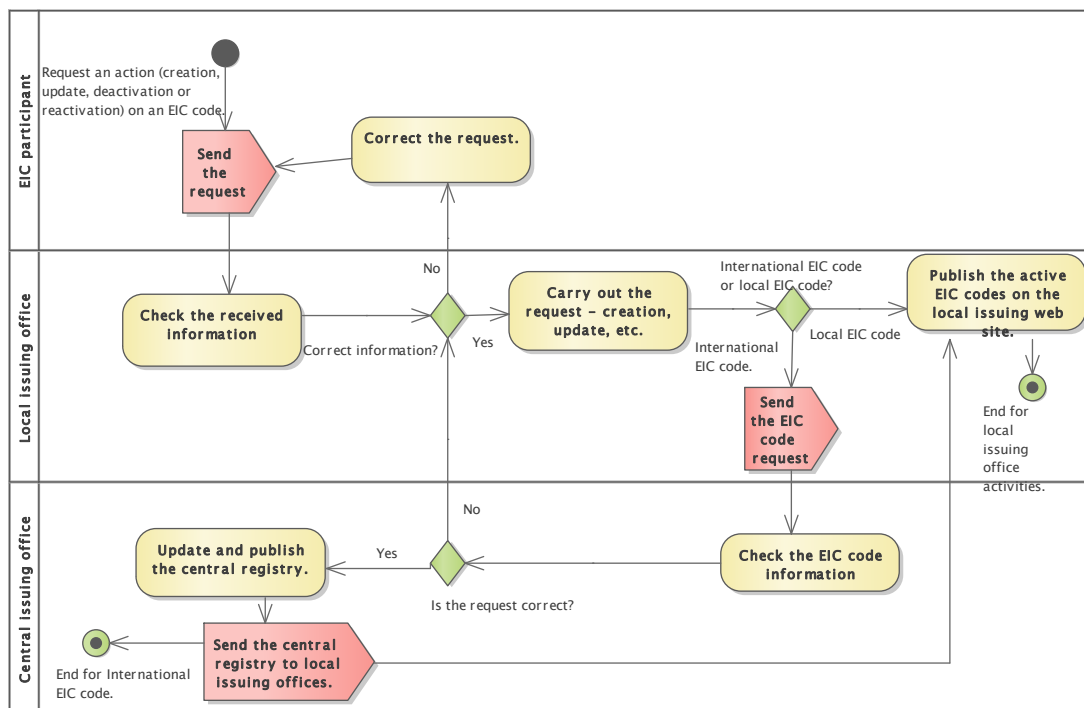 EIC participant
Request an action (creation,
update, deactivation or
reactivation) on an EIC code.
Send
the
request
Correct the request.
Local issuing office
Check the received
information
Correct information?
No
Yes
Carry out the
request – creation,
update, etc.
International EIC code
or local EIC code?
Local EIC code
International
EIC code.
Publish the active
EIC codes on the
local issuing web
site.
Send
the EIC
code
request
End for
local
issuing
office
activities.
Central issuing office
Update and publish
the central registry.
Yes
No
Is the request correct?
Check the EIC code
information
Send the central
registry to local
issuing offices.
End for International
EIC code.